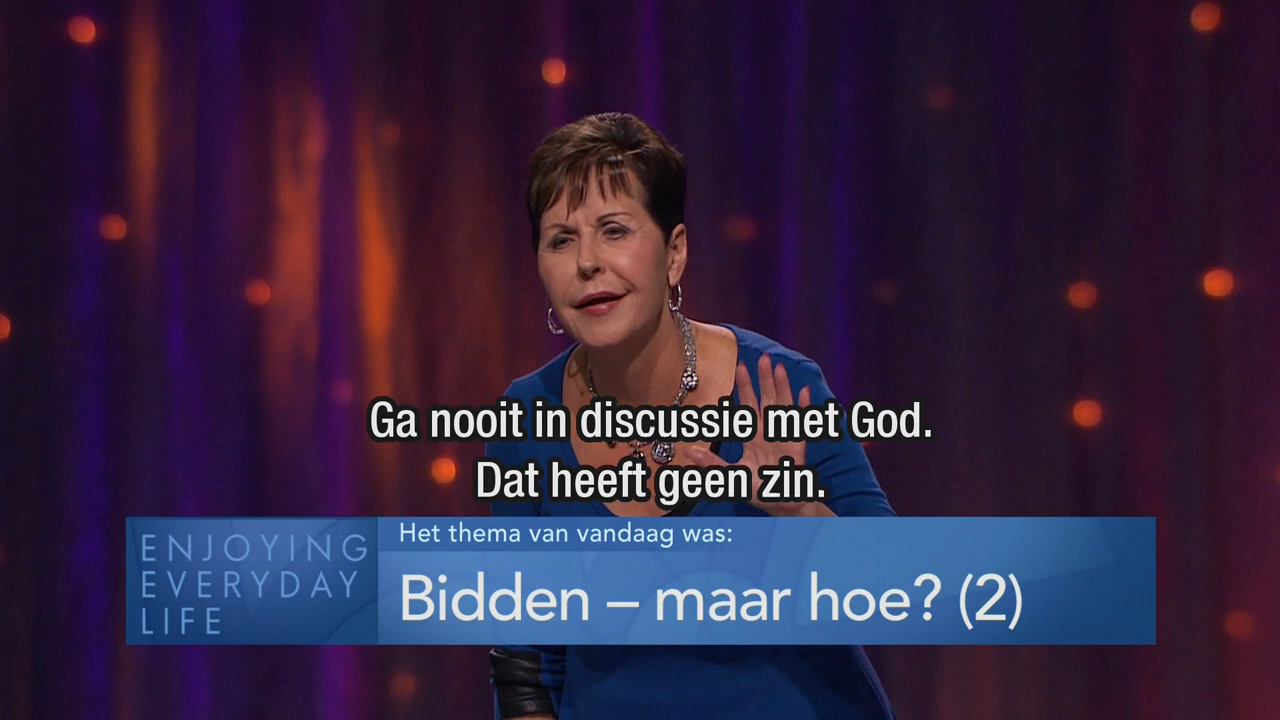 Ga nooit in discussie met God.
Dat heeft geen zin.
ENJOYING
EVERYDAY
LIFE
Het thema van vandaag was:
Bidden – maar hoe? (2)